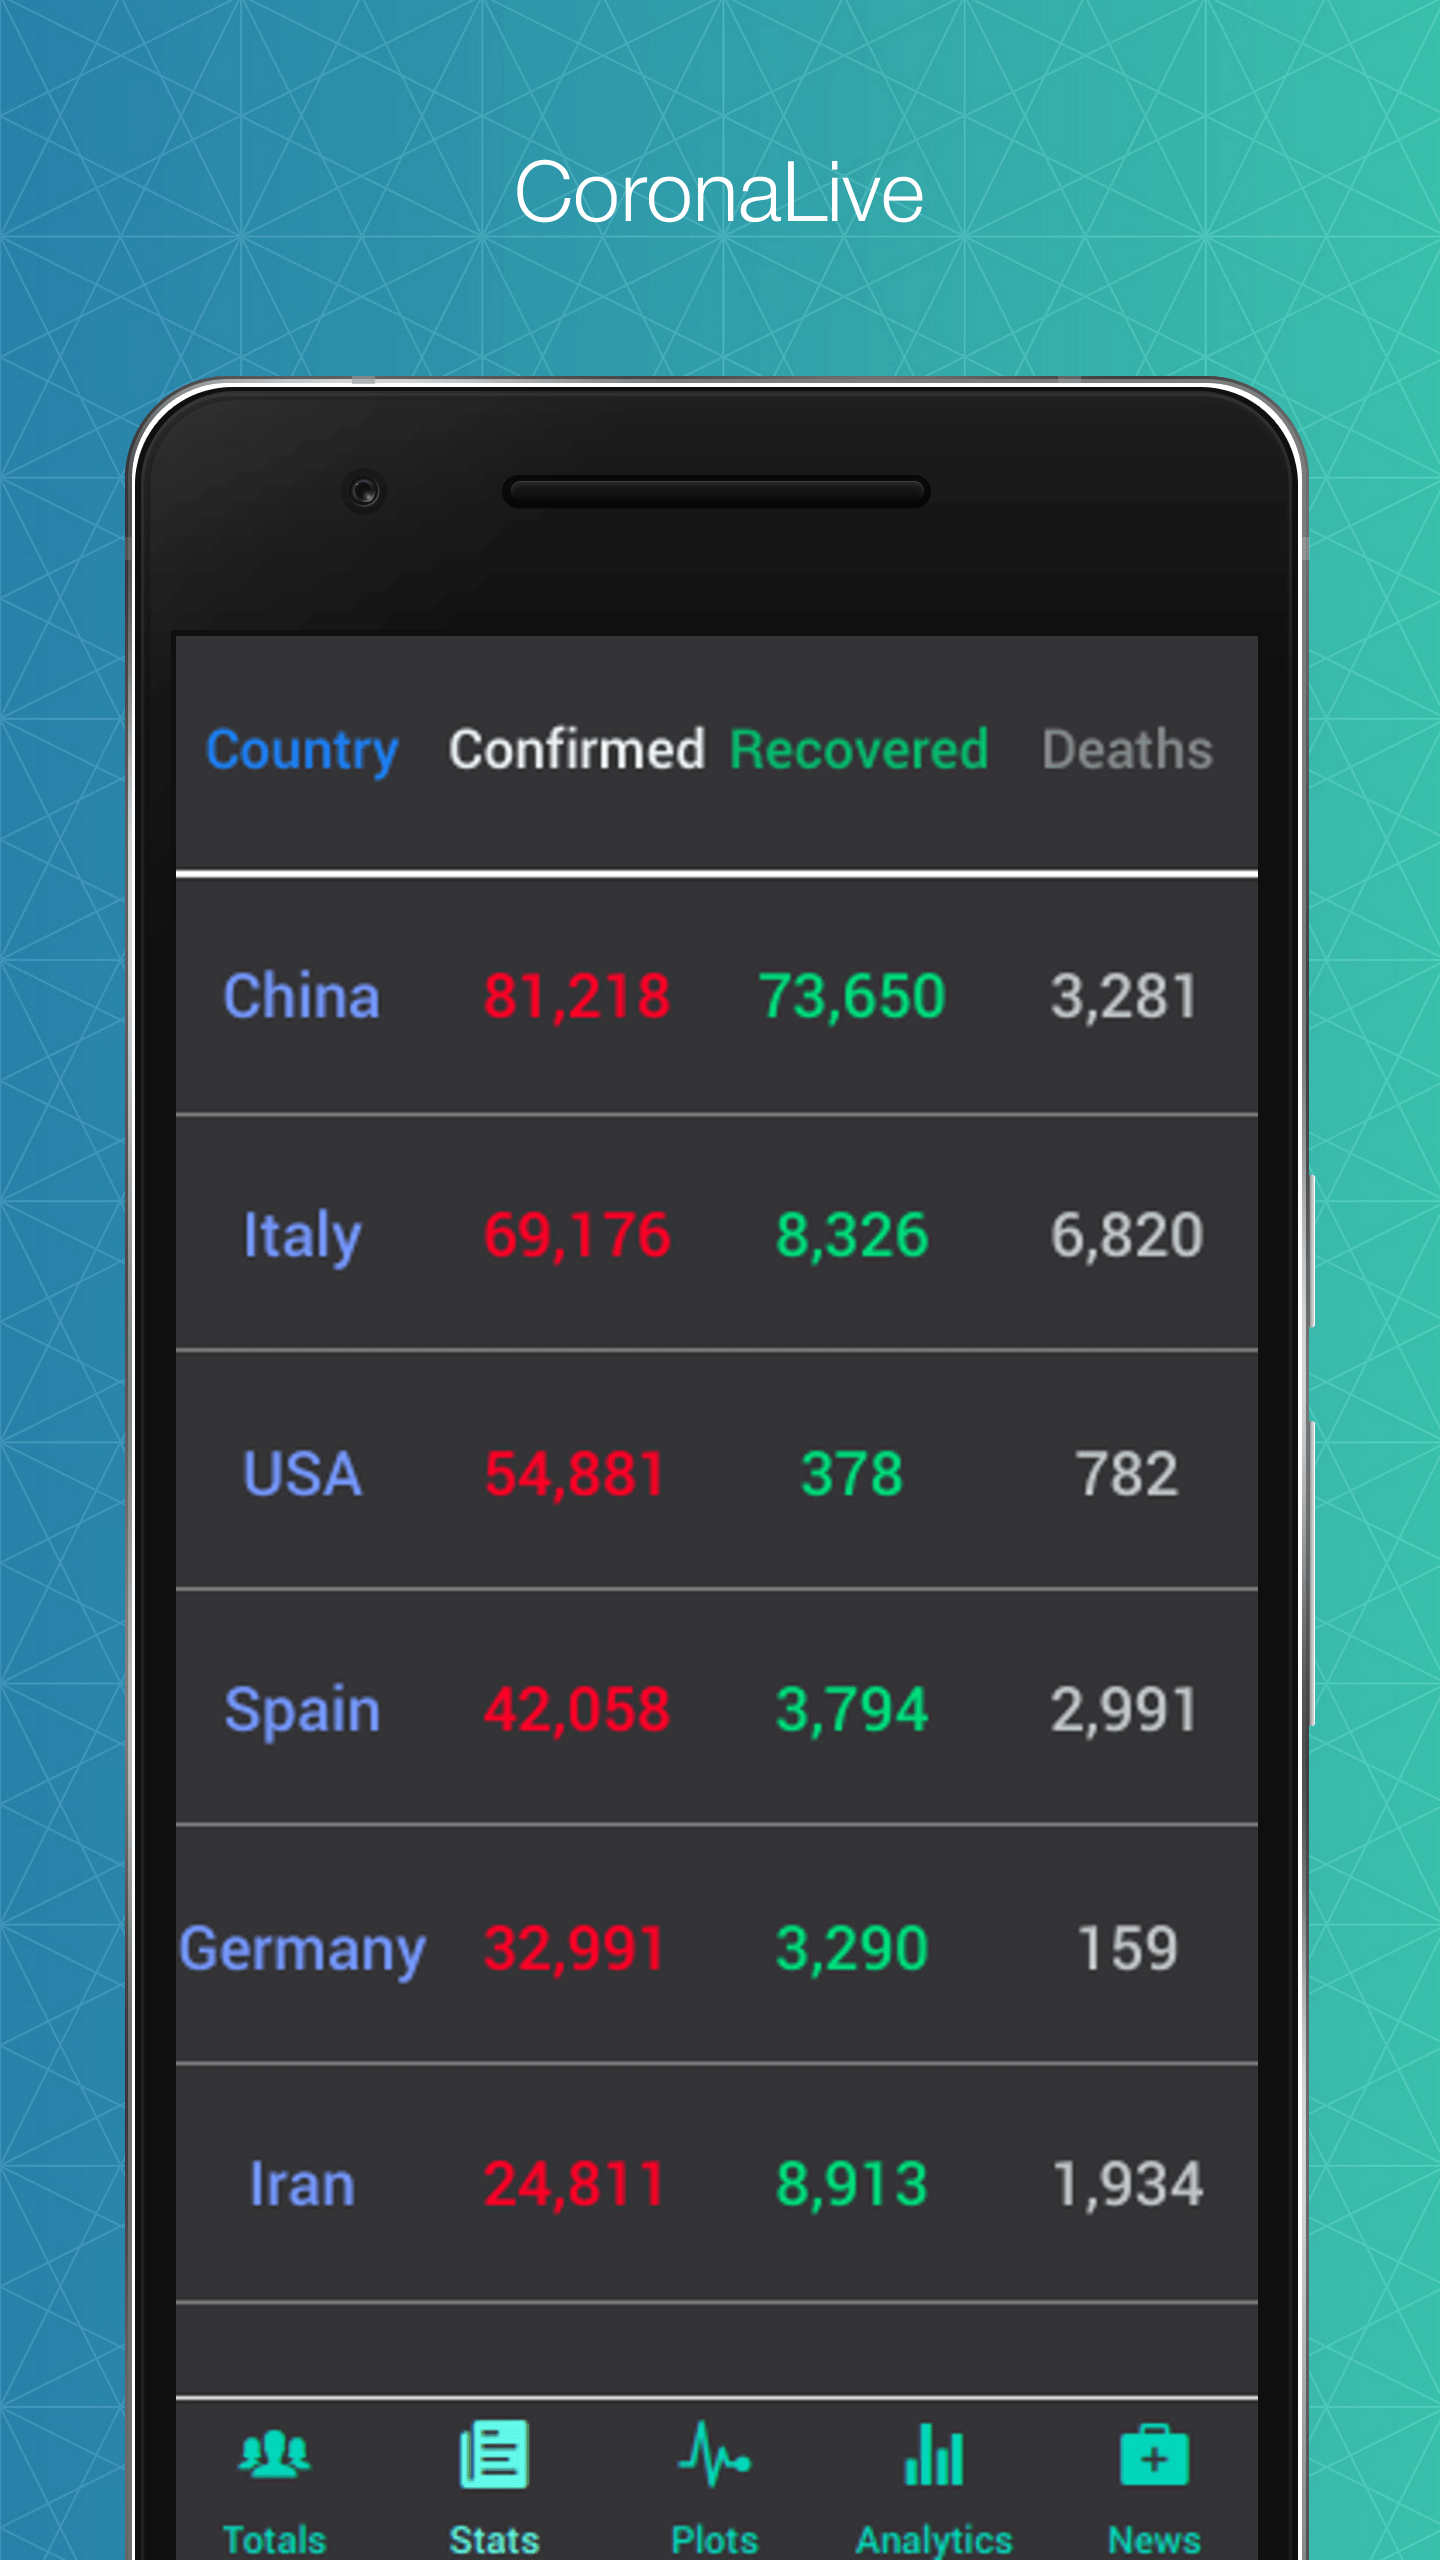 CoronaLive
Country Confirmed Recovered Deaths
China 81,218 73,650 3,281
Italy 69,176 8,326 6,820
USA 54,881 378 782
Spain 42,058 3,794 2,991
Germany 32,991 3,290 159
Iran 24,811 8,913 1,934
Totals Stats Plots Analytics News